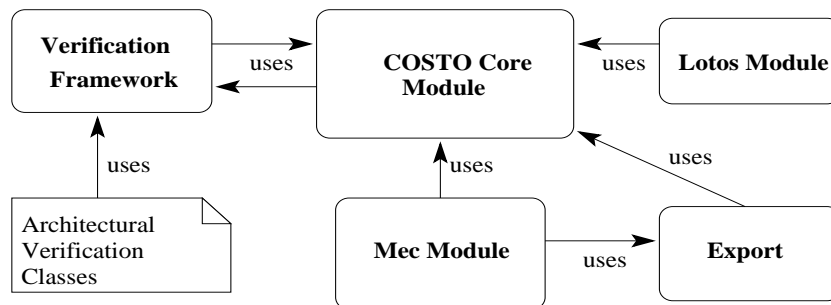 Verification
Framework
uses
COSTO Core
Module
uses
Lotos Module
uses
uses
uses
Architectural
Verification
Classes
Mec Module
uses
Export